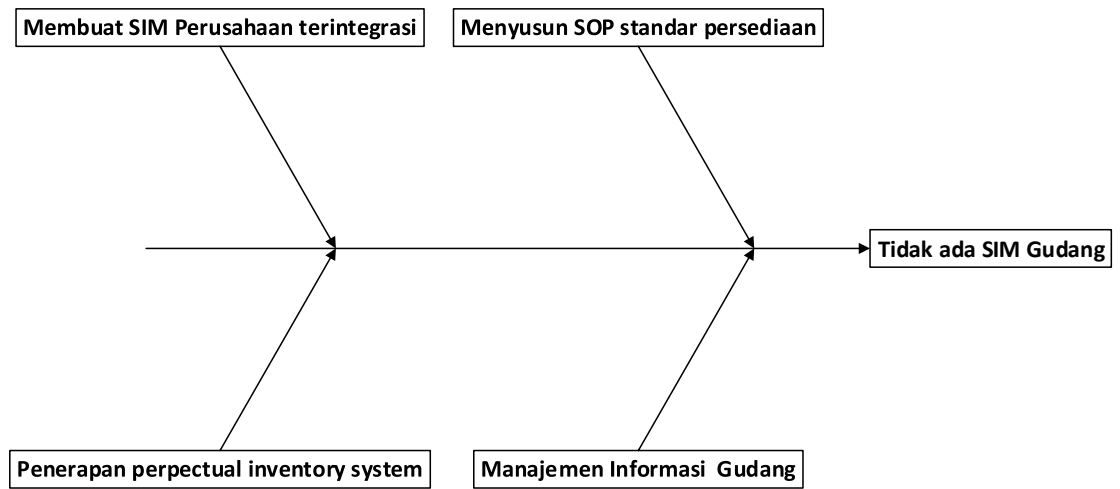 Membuat SIM Perusahaan terintegrasi
Menyusun SOP standar persediaan
Tidak ada SIM Gudang
Penerapan perpectual inventory system
Manajemen Informasi  Gudang